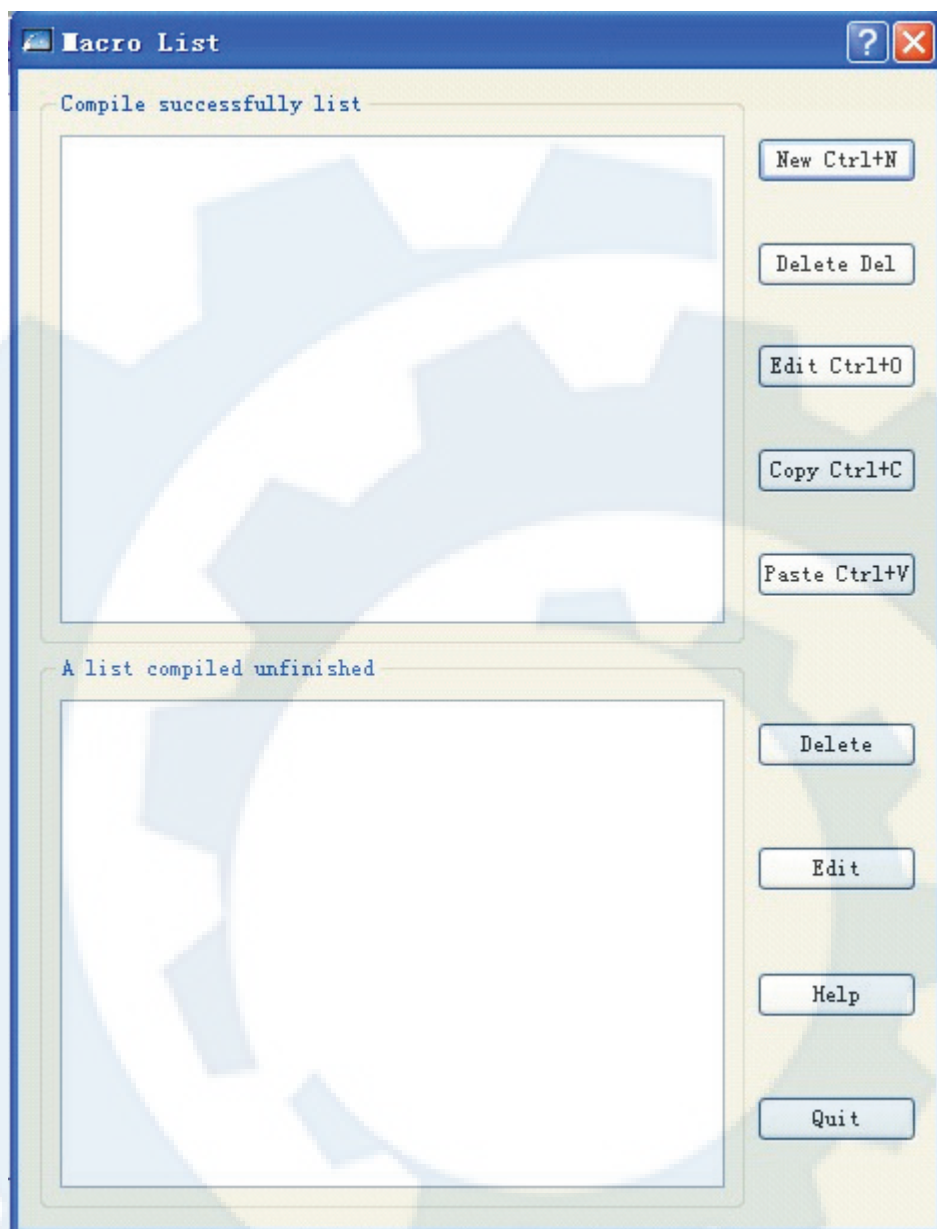 Macro List
Compile successfully list
New Ctrl+N
Delete Del
Edit Ctrl+O
Copy Ctrl+C
Paste Ctrl+V
A list compiled unfinished
Delete
Edit
Help
Quit